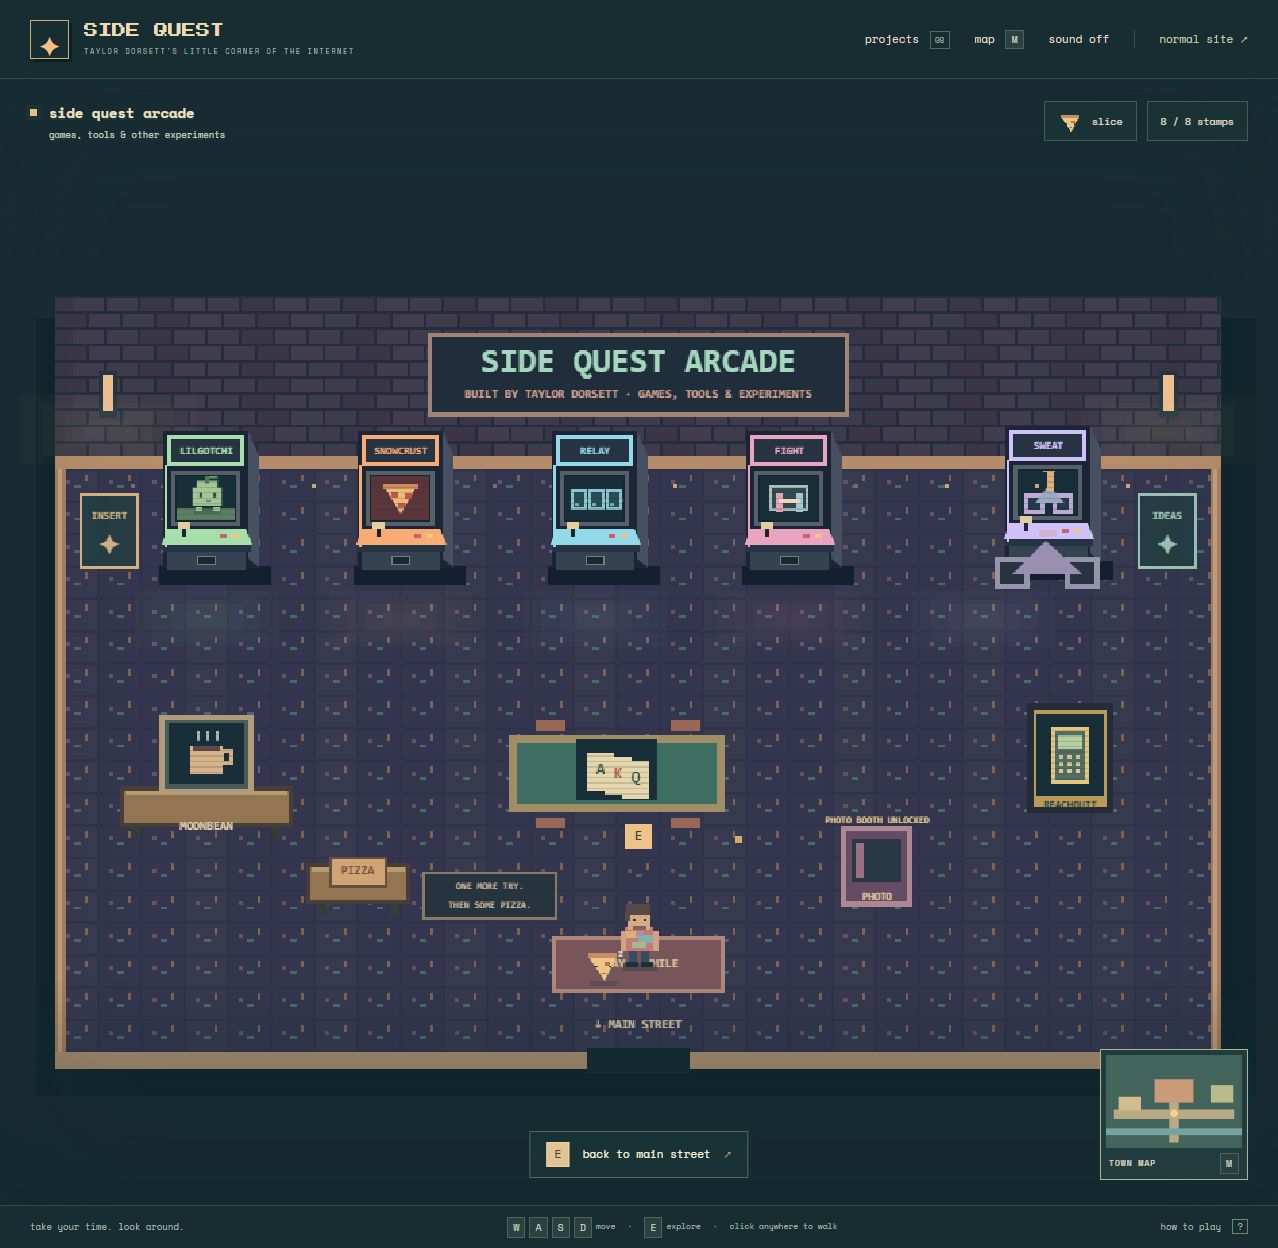 SIDE QUEST
TAYLOR DORSETT'S LITTLE CORNER OF THE INTERNET
projects 08 map M sound off normal site ↗
side quest arcade
games, tools & other experiments
slice
8 / 8 stamps
SIDE QUEST ARCADE
BUILT BY TAYLOR DORSETT · GAMES, TOOLS & EXPERIMENTS
LILGOTCHI
SNOWCRUST
RELAY
FIGHT
SWEAT
INSERT
IDEAS
A K Q
MOONBEAN
E
BEACHOUTT
PHOTO BOOTH UNLOCKED
PHOTO
PIZZA
ONE MORE TRY.
THEN SOME PIZZA.
↓ MAIN STREET
E back to main street ↗
TOWN MAP M
take your time. look around.
W A S D move · E explore · click anywhere to walk
how to play ?